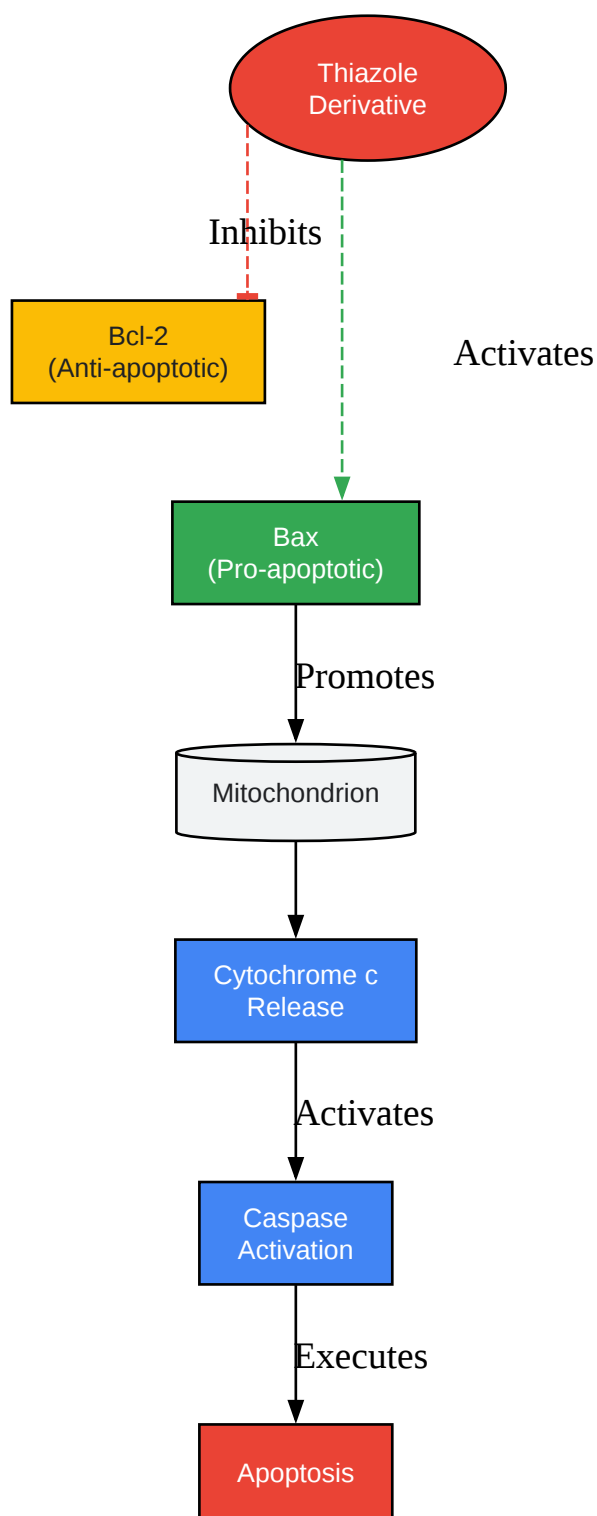 Thiazole
Derivative
Inhibits
Bcl-2
(Anti-apoptotic)
Activates
Bax
(Pro-apoptotic)
Promotes
Mitochondrion
Cytochrome c
Release
Activates
Caspase
Activation
Executes
Apoptosis